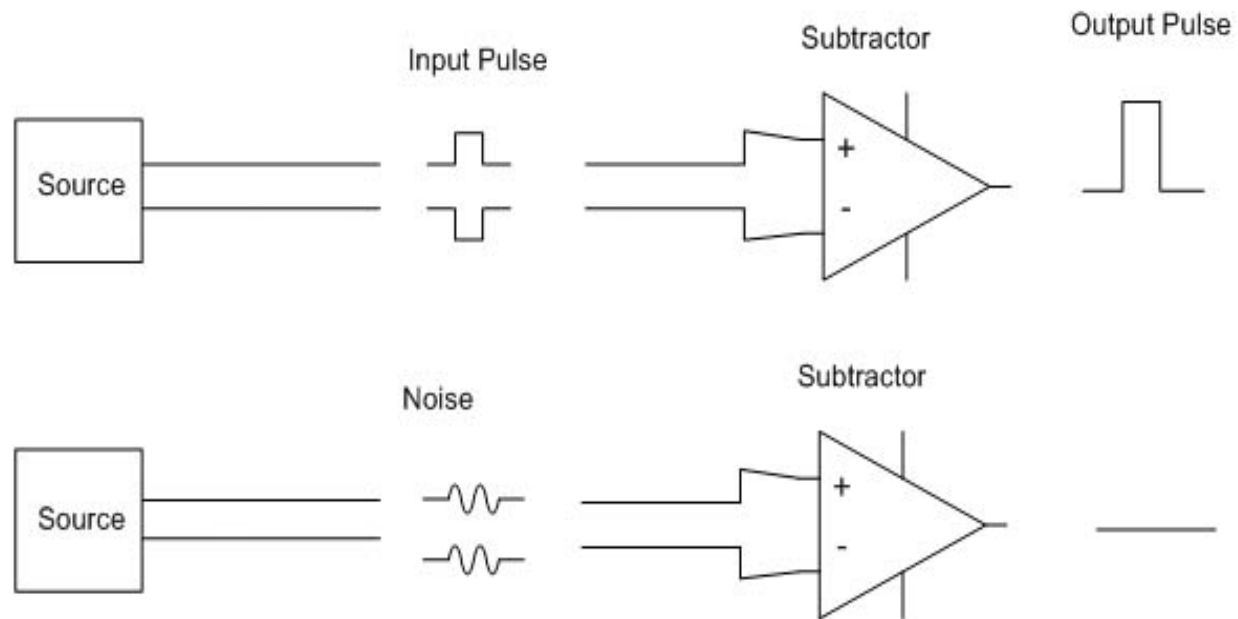 Output Pulse
Subtractor
Input Pulse
Source
+
-
Subtractor
Noise
Source
+
-